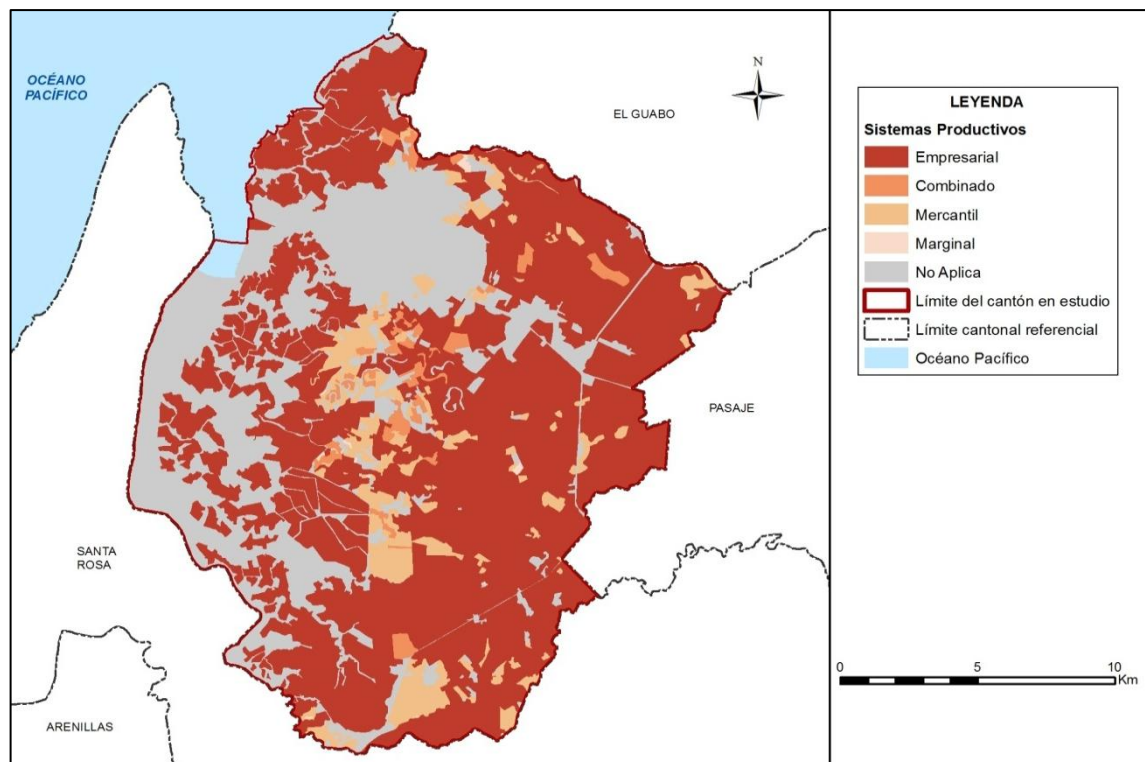 OCÉANO
PACÍFICO
N
EL GUABO
PASAJE
SANTA
ROSA
ARENILLAS
LEYENDA
Sistemas Productivos
Empresarial
Combinado
Mercantil
Marginal
No Aplica
Límite del cantón en estudio
Límite cantonal referencial
Océano Pacífico
0 5 10
Km